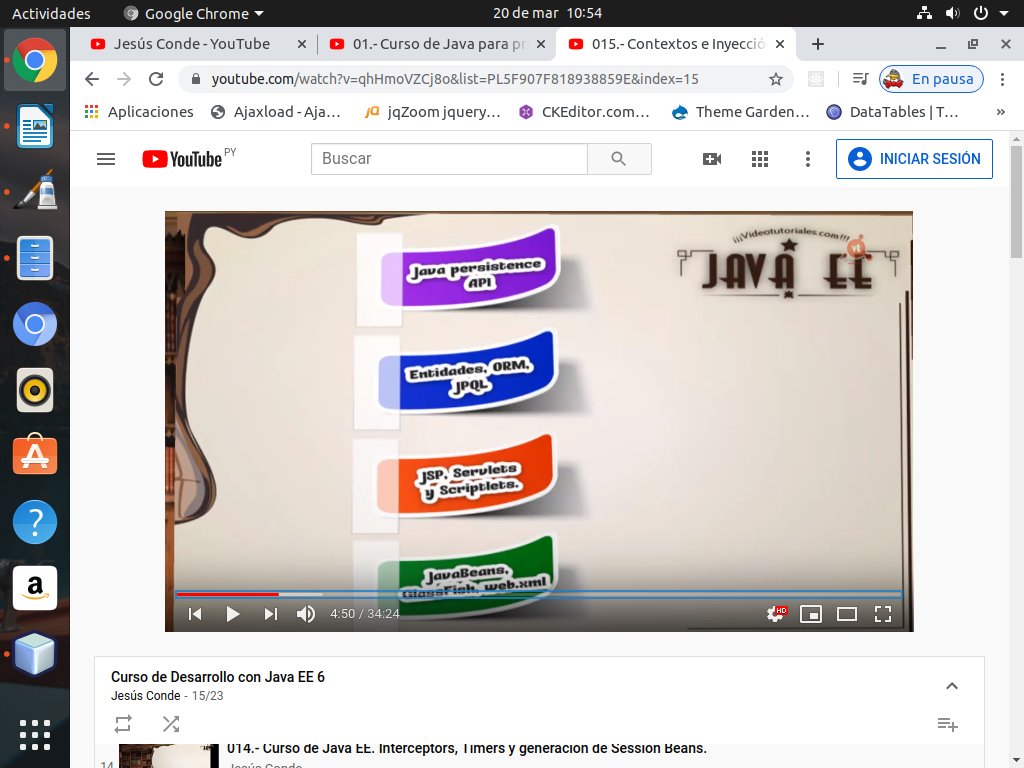 Actividades
Google Chrome
20 de mar 10:54
Jesús Conde - YouTube
01.- Curso de Java para pr
015.- Contextos e Inyecció
youtube.com/watch?v=qhHmoVZCj8o&list=PL5F907F818938859E&index=15
En pausa
Aplicaciones
Ajaxload - Aja...
jqZoom jquery...
CKEditor.com...
Theme Garden...
DataTables | T...
»
YouTube PY
Buscar
INICIAR SESIÓN
¡¡¡Videotutoriales.com!!!
vt
JAVA EE
Java persistence
API
Entidades, ORM,
JPQL
JSP, Servlets
y Scriptlets.
JavaBeans,
GlassFish, web.xml
4:50 / 34:24
HD
Curso de Desarrollo con Java EE 6
Jesús Conde - 15/23
14
014.- Curso de Java EE. Interceptors, Timers y generación de Session Beans.
Jesús Conde